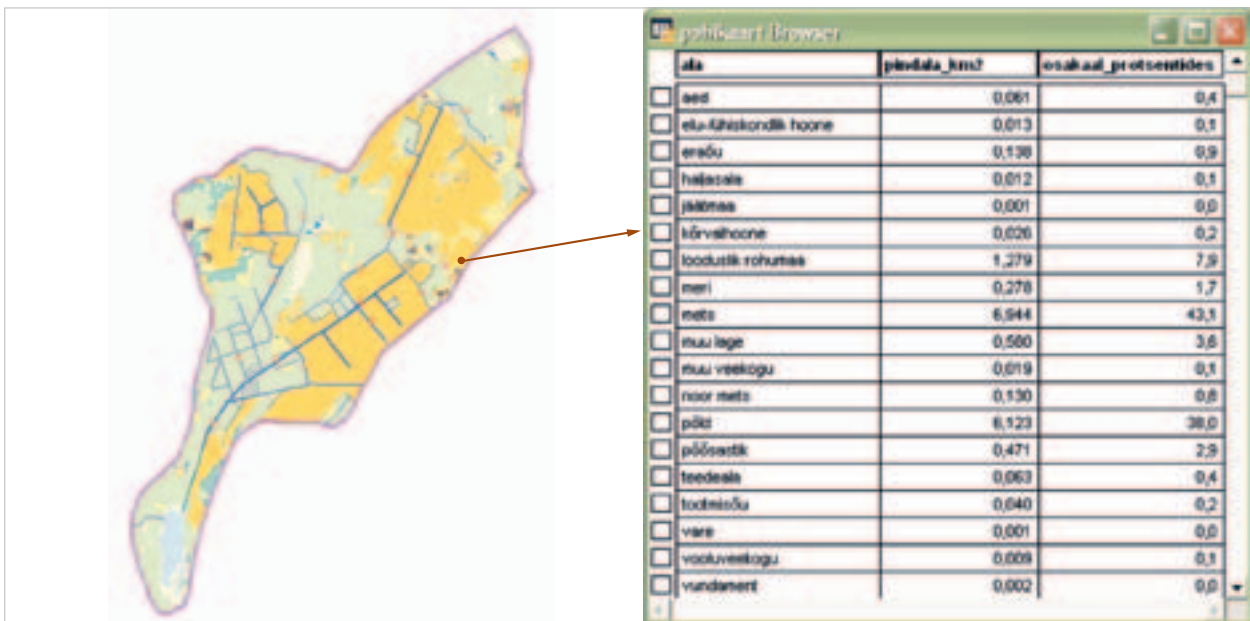 pohikaart Browser
ala pindala_km2 osakaal_protsentides
aed 0,061 0,4
elu-/ühiskondlik hoone 0,013 0,1
eraõu 0,138 0,9
haljasala 0,012 0,1
jäätmaa 0,001 0,0
kõrvalhoone 0,026 0,2
looduslik rohumaa 1,279 7,9
meri 0,278 1,7
mets 6,944 43,1
muu lage 0,580 3,6
muu veekogu 0,019 0,1
noor mets 0,130 0,8
põld 6,123 38,0
põõsastik 0,471 2,9
teedeala 0,063 0,4
tootmisõu 0,040 0,2
vare 0,001 0,0
vooluveekogu 0,009 0,1
vundament 0,002 0,0